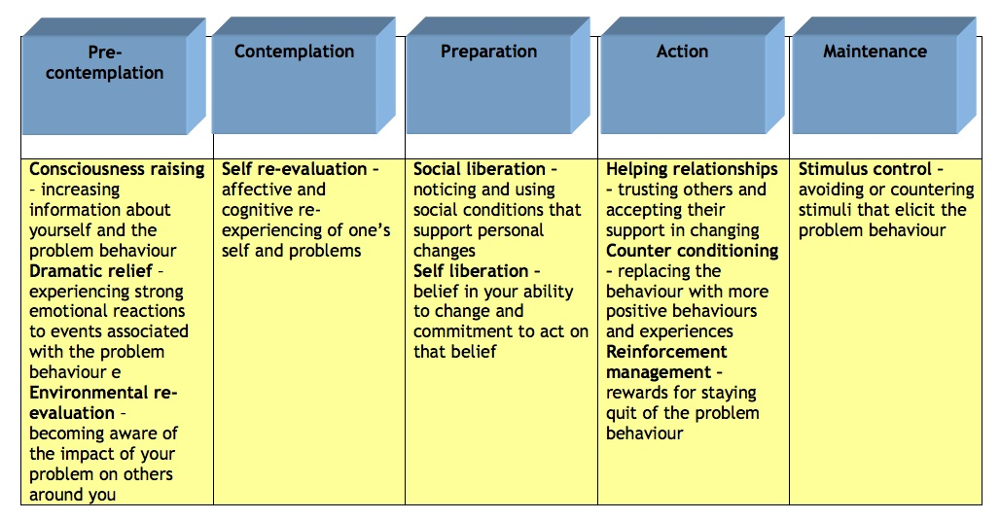 Pre-
contemplation
Contemplation
Preparation
Action
Maintenance
Consciousness raising
– increasing
information about
yourself and the
problem behaviour
Dramatic relief –
experiencing strong
emotional reactions
to events associated
with the problem
behaviour e
Environmental re-
evaluation –
becoming aware of
the impact of your
problem on others
around you
Self re-evaluation –
affective and
cognitive re-
experiencing of one’s
self and problems
Social liberation –
noticing and using
social conditions that
support personal
changes
Self liberation –
belief in your ability
to change and
commitment to act on
that belief
Helping relationships
– trusting others and
accepting their
support in changing
Counter conditioning
– replacing the
behaviour with more
positive behaviours
and experiences
Reinforcement
management –
rewards for staying
quit of the problem
behaviour
Stimulus control –
avoiding or countering
stimuli that elicit the
problem behaviour